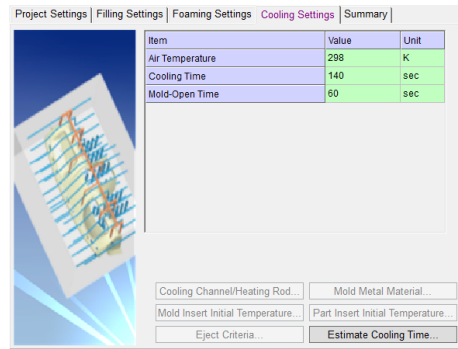 Project Settings Filling Settings Foaming Settings Cooling Settings Summary
Item Value Unit
Air Temperature 298 K
Cooling Time 140 sec
Mold-Open Time 60 sec
Cooling Channel/Heating Rod... Mold Metal Material...
Mold Insert Initial Temperature... Part Insert Initial Temperature...
Eject Criteria... Estimate Cooling Time...